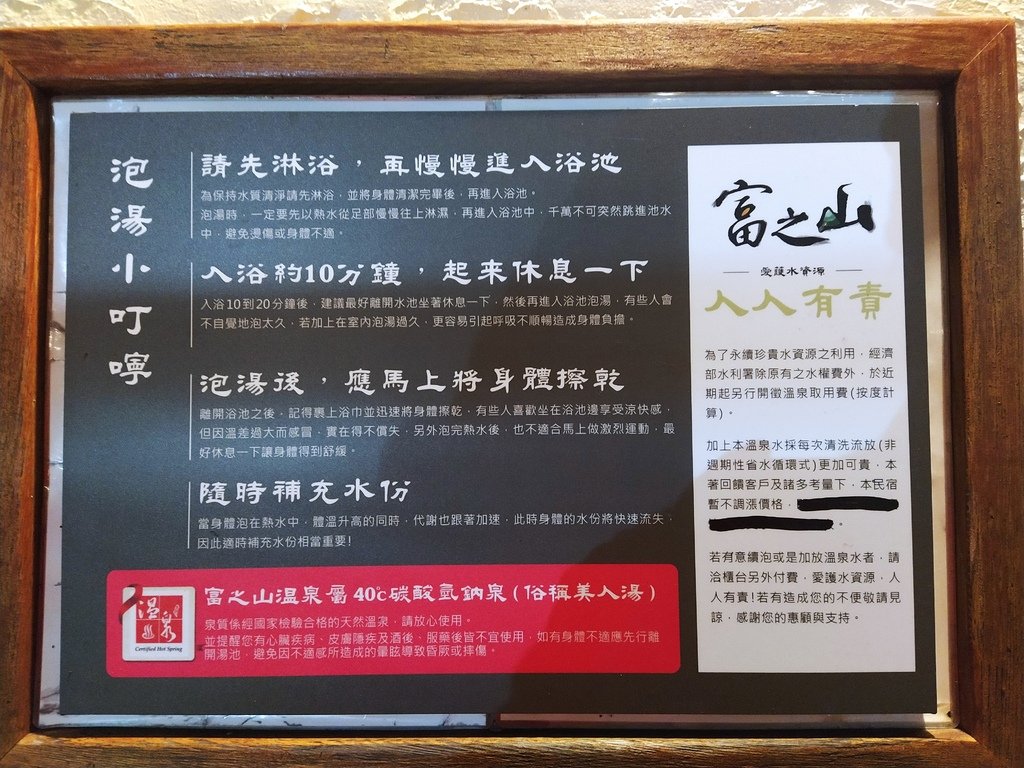 泡湯小叮嚀
請先淋浴，再慢慢進入浴池
為保持水質清淨請先淋浴，並將身體清潔完畢後，再進入浴池。
泡湯時，一定要先以熱水從足部慢慢往上淋濕，再進入浴池中，千萬不可突然跳進池水
中，避免燙傷或身體不適。
入浴約10分鐘，起來休息一下
入浴10到20分鐘後，建議最好離開水池坐著休息一下，然後再進入浴池泡湯，有些人會
不自覺地泡太久，若加上在室內泡湯過久，更容易引起呼吸不順暢造成身體負擔。
泡湯後，應馬上將身體擦乾
離開浴池之後，記得裹上浴巾並迅速將身體擦乾，有些人喜歡坐在浴池邊享受涼快感，
但因溫差過大而感冒，實在得不償失，另外泡完熱水後，也不適合馬上做激烈運動，最
好休息一下讓身體得到舒緩。
隨時補充水份
當身體泡在熱水中，體溫升高的同時，代謝也跟著加速，此時身體的水份將快速流失，
因此適時補充水份相當重要!
溫泉
Certified Hot Spring
富之山溫泉屬40℃碳酸氫鈉泉(俗稱美人湯)
泉質係經國家檢驗合格的天然溫泉，請放心使用。
並提醒您有心臟疾病、皮膚隱疾及酒後、服藥後皆不宜使用，如有身體不適應先行離
開湯池，避免因不適感所造成的暈眩導致昏厥或摔傷。
富之山
愛護水資源
人人有責
為了永續珍貴水資源之利用，經濟
部水利署除原有之水權費外，於近
期起另行開徵溫泉取用費(按度計
算)。
加上本溫泉水採每次清洗流放(非
週期性省水循環式)更加可貴，本
著回饋客戶及諸多考量下，本民宿
暫不調漲價格，
。
若有意續泡或是加放溫泉水者，請
洽櫃台另外付費，愛護水資源，人
人有責!若有造成您的不便敬請見
諒，感謝您的惠顧與支持。